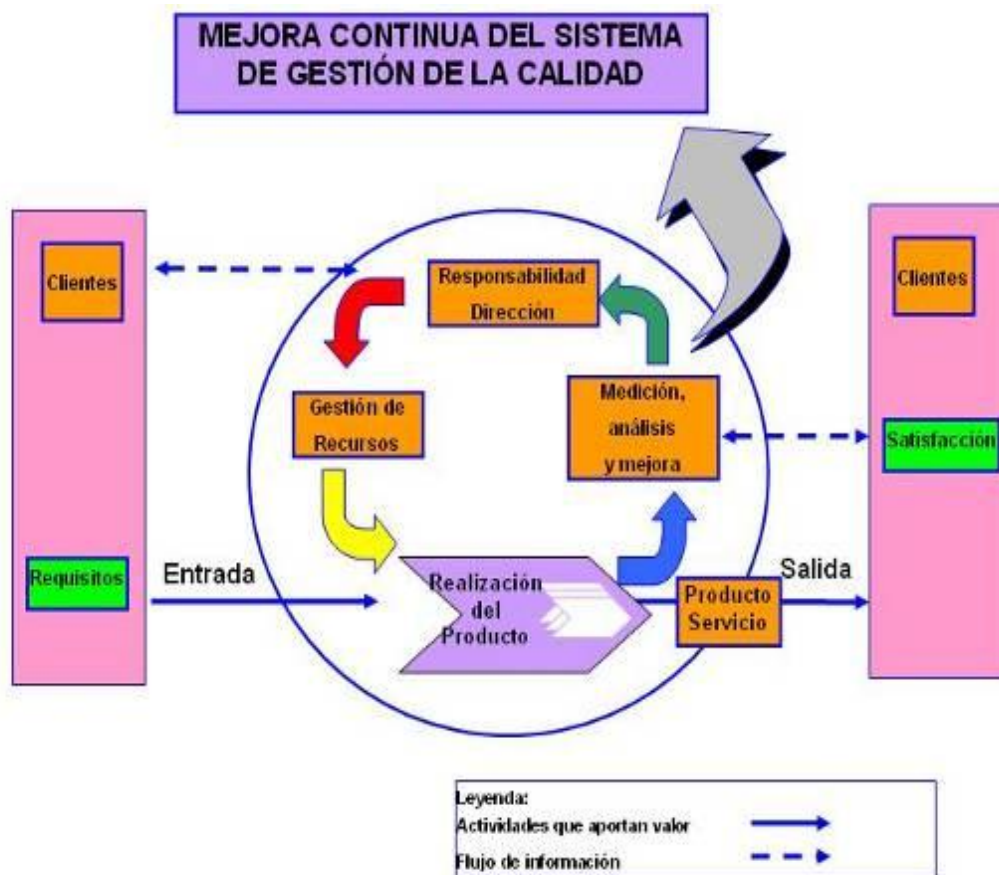 MEJORA CONTINUA DEL SISTEMA
DE GESTIÓN DE LA CALIDAD
Clientes
Responsabilidad
Dirección
Clientes
Gestión de
Recursos
Medición,
análisis
y mejora
Satisfacción
Requisitos
Entrada
Realización
del
Producto
Producto
Servicio
Salida
Leyenda:
Actividades que aportan valor
Flujo de información